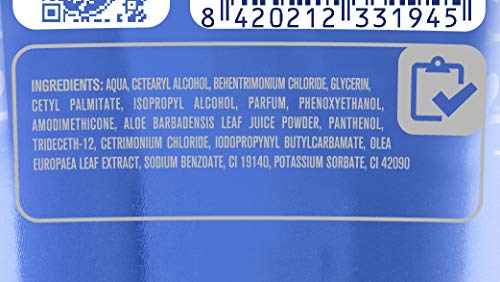 8 420212 331945
INGREDIENTS: AQUA, CETEARYL ALCOHOL, BEHENTRIMONIUM CHLORIDE, GLYCERIN,
CETYL PALMITATE, ISOPROPYL ALCOHOL, PARFUM, PHENOXYETHANOL,
AMODIMETHICONE, ALOE BARBADENSIS LEAF JUICE POWDER, PANTHENOL,
TRIDECETH-12, CETRIMONIUM CHLORIDE, IODOPROPYNYL BUTYLCARBAMATE, OLEA
EUROPAEA LEAF EXTRACT, SODIUM BENZOATE, CI 19140, POTASSIUM SORBATE, CI 42090